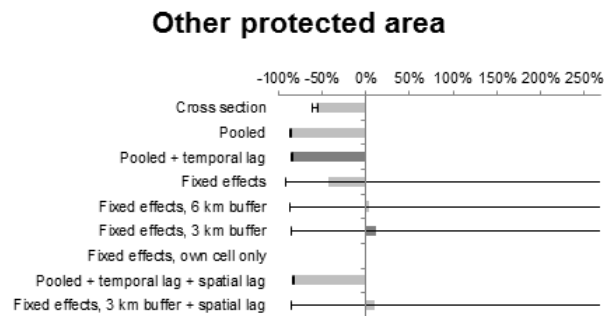 Other protected area
-100% -50% 0% 50% 100% 150% 200% 250%
Cross section
Pooled
Pooled + temporal lag
Fixed effects
Fixed effects, 6 km buffer
Fixed effects, 3 km buffer
Fixed effects, own cell only
Pooled + temporal lag + spatial lag
Fixed effects, 3 km buffer + spatial lag